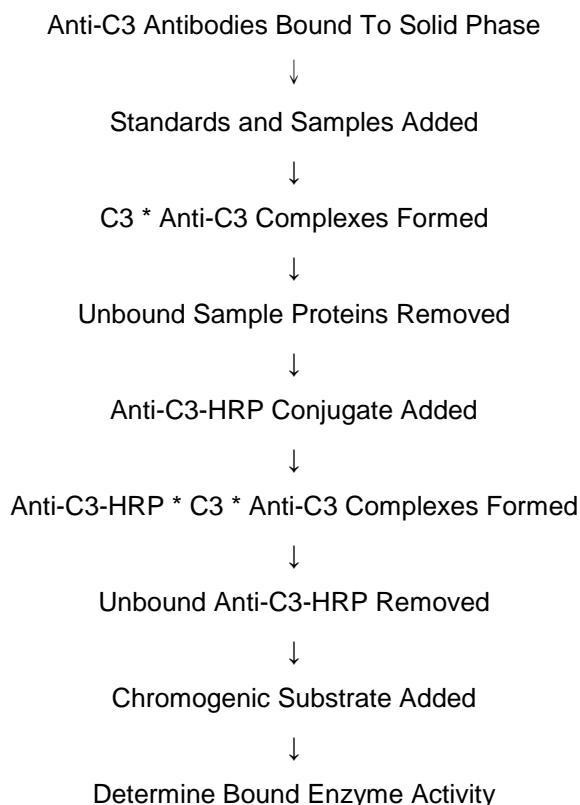 Anti-C3 Antibodies Bound To Solid Phase
↓
Standards and Samples Added
↓
C3 * Anti-C3 Complexes Formed
↓
Unbound Sample Proteins Removed
↓
Anti-C3-HRP Conjugate Added
↓
Anti-C3-HRP * C3 * Anti-C3 Complexes Formed
↓
Unbound Anti-C3-HRP Removed
↓
Chromogenic Substrate Added
↓
Determine Bound Enzyme Activity